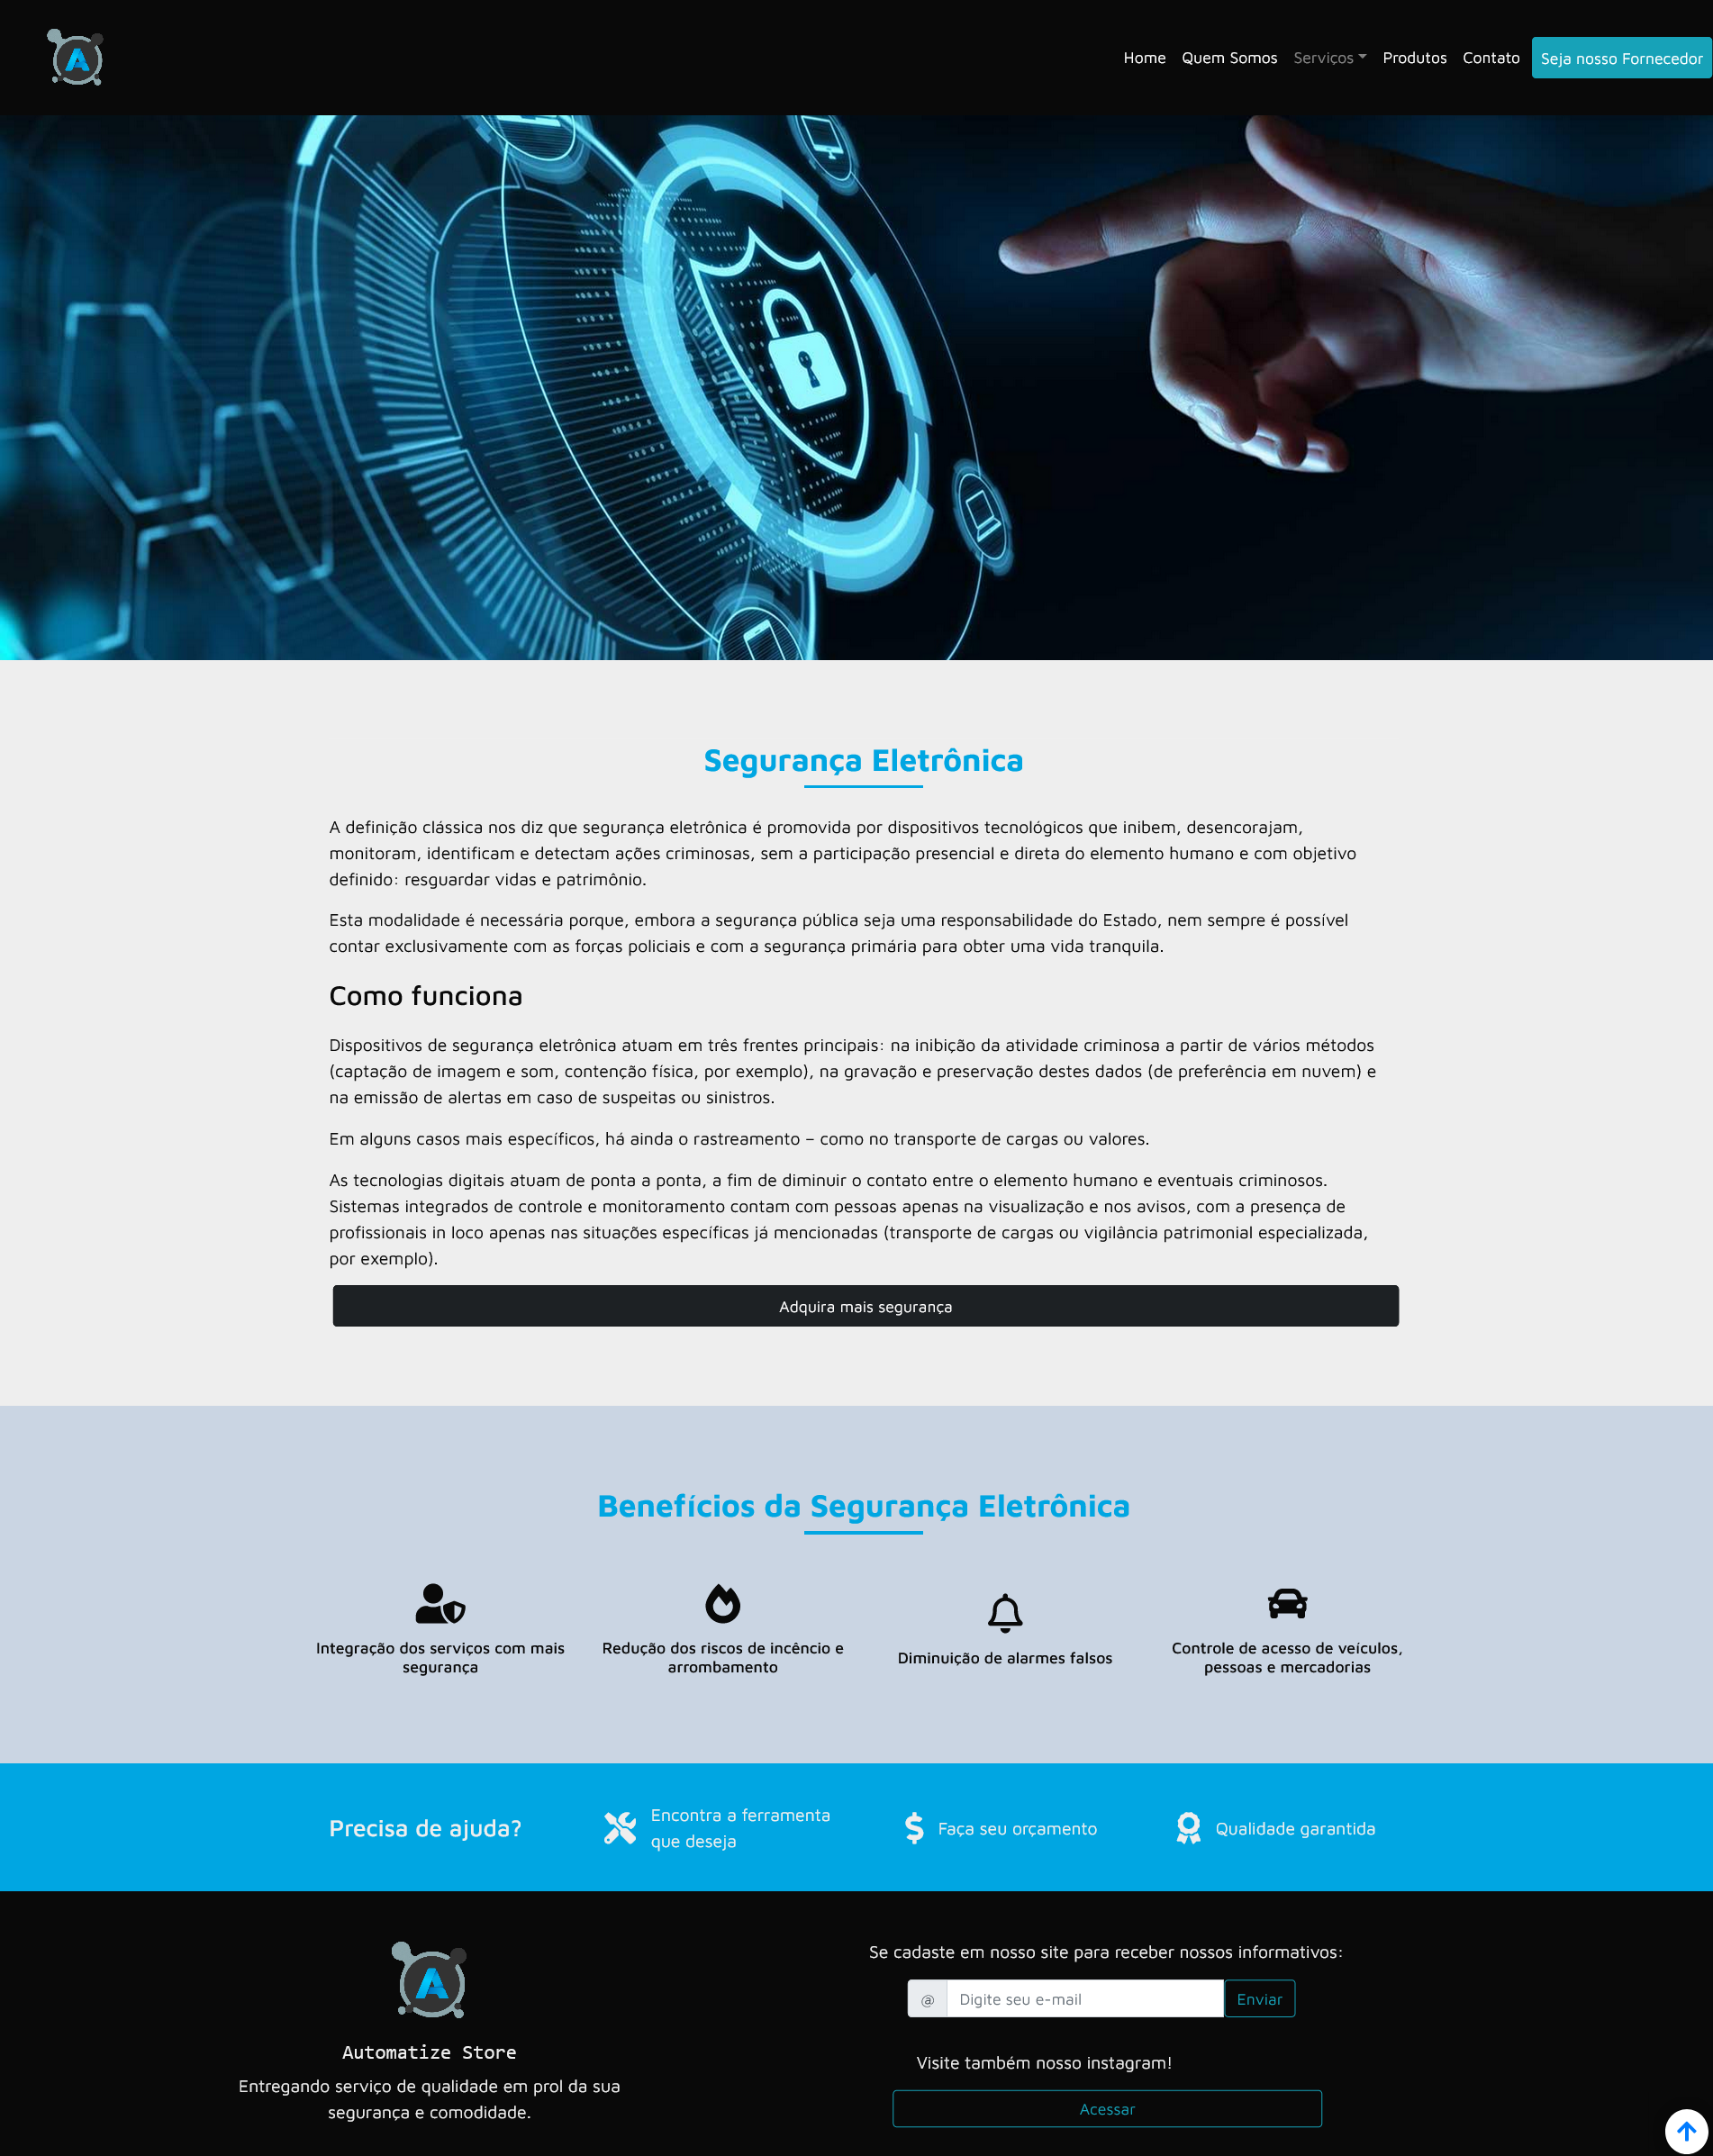 Home Quem Somos Serviços Produtos Contato Seja nosso Fornecedor
Segurança Eletrônica
A definição clássica nos diz que segurança eletrônica é promovida por dispositivos tecnológicos que inibem, desencorajam,
monitoram, identificam e detectam ações criminosas, sem a participação presencial e direta do elemento humano e com objetivo
definido: resguardar vidas e patrimônio.
Esta modalidade é necessária porque, embora a segurança pública seja uma responsabilidade do Estado, nem sempre é possível
contar exclusivamente com as forças policiais e com a segurança primária para obter uma vida tranquila.
Como funciona
Dispositivos de segurança eletrônica atuam em três frentes principais: na inibição da atividade criminosa a partir de vários métodos
(captação de imagem e som, contenção física, por exemplo), na gravação e preservação destes dados (de preferência em nuvem) e
na emissão de alertas em caso de suspeitas ou sinistros.
Em alguns casos mais específicos, há ainda o rastreamento – como no transporte de cargas ou valores.
As tecnologias digitais atuam de ponta a ponta, a fim de diminuir o contato entre o elemento humano e eventuais criminosos.
Sistemas integrados de controle e monitoramento contam com pessoas apenas na visualização e nos avisos, com a presença de
profissionais in loco apenas nas situações específicas já mencionadas (transporte de cargas ou vigilância patrimonial especializada,
por exemplo).
Adquira mais segurança
Benefícios da Segurança Eletrônica
Integração dos serviços com mais
segurança
Redução dos riscos de incêncio e
arrombamento
Diminuição de alarmes falsos
Controle de acesso de veículos,
pessoas e mercadorias
Precisa de ajuda?
Encontra a ferramenta
que deseja
Faça seu orçamento
Qualidade garantida
A
Automatize Store
Entregando serviço de qualidade em prol da sua
segurança e comodidade.
Se cadaste em nosso site para receber nossos informativos:
@ Digite seu e-mail Enviar
Visite também nosso instagram!
Acessar